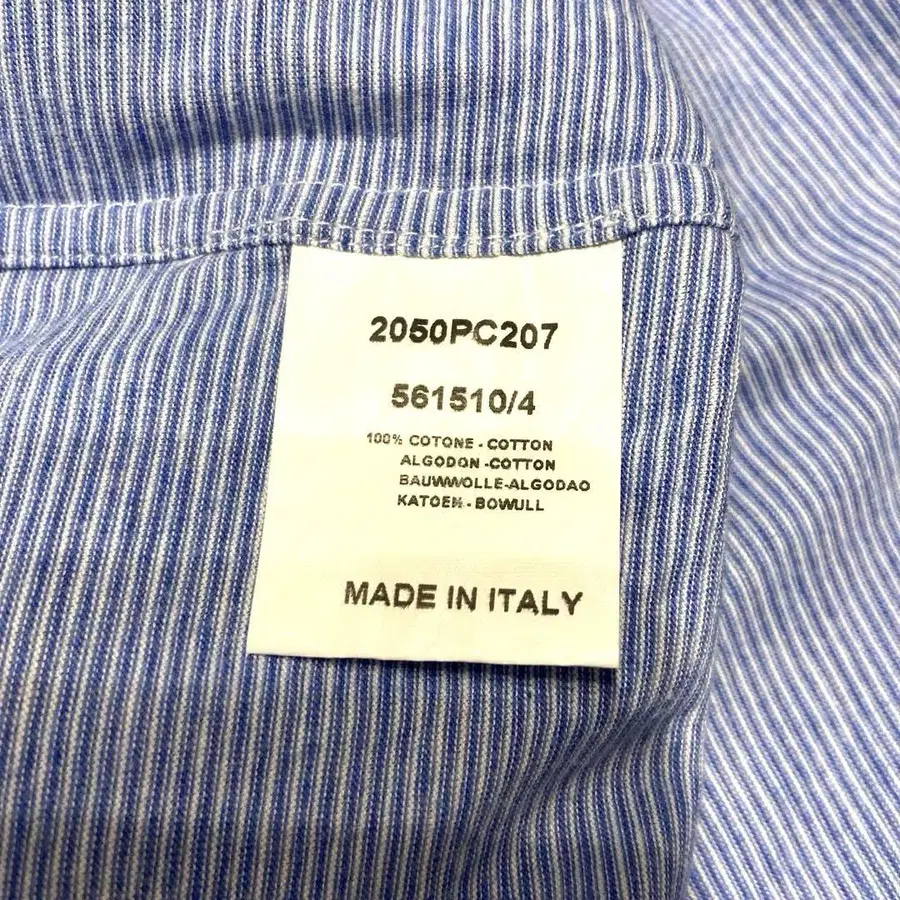 2050PC207
561510/4
100% COTONE - COTTON
ALGODON -COTTON
BAUWWOLLE-ALGODAO
KATOEN - BOWULL
MADE IN ITALY